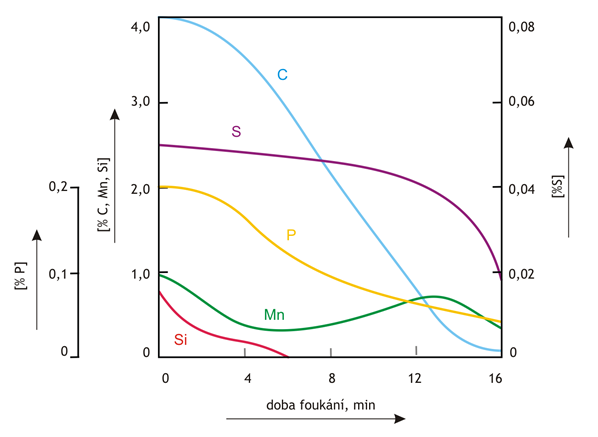 4,0
3,0
2,0
1,0
0
[% C, Mn, Si]
0,2
0,1
0
[% P]
0,08
0,06
0,04
0,02
0
[%S]
C
S
P
Mn
Si
0 4 8 12 16
doba foukání, min